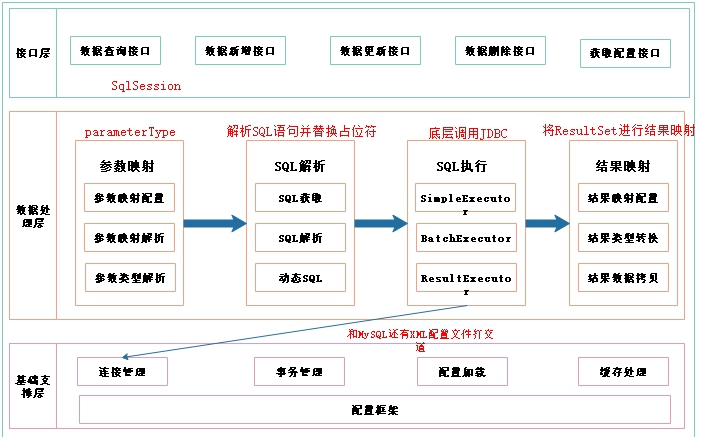 接口层
数据查询接口
数据新增接口
数据更新接口
数据删除接口
获取配置接口
SqlSession
数据处
理层
parameterType
参数映射
参数映射配置
参数映射解析
参数类型解析
解析SQL语句并替换占位符
SQL解析
SQL获取
SQL解析
动态SQL
底层调用JDBC
SQL执行
SimpleExecuto
r
BatchExecutor
ResultExecuto
r
将ResultSet进行结果映射
结果映射
结果映射配置
结果类型转换
结果数据拷贝
和MySQL还有XML配置文件打交
道
基础支
撑层
连接管理
事务管理
配置加载
缓存处理
配置框架